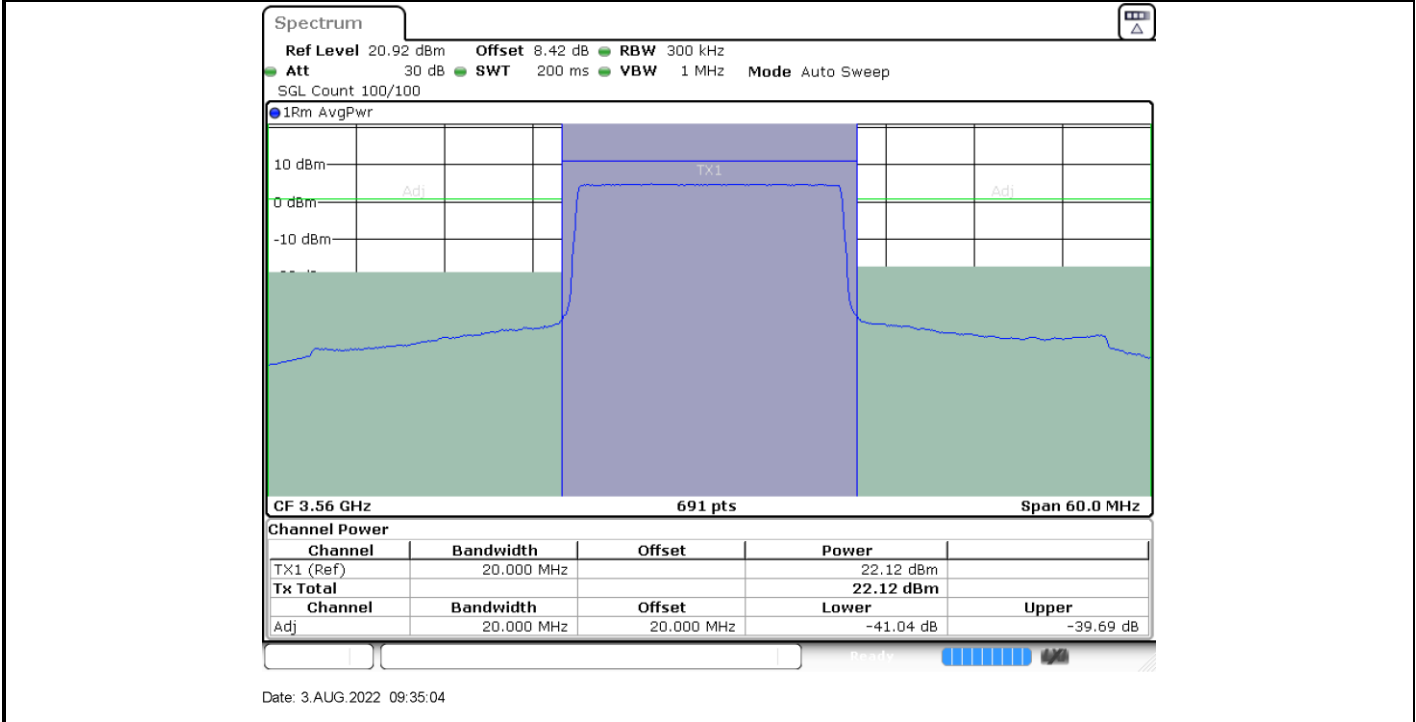 Spectrum
Ref Level 20.92 dBm Offset 8.42 dB RBW 300 kHz
Att 30 dB SWT 200 ms VBW 1 MHz Mode Auto Sweep
SGL Count 100/100
1Rm AvgPwr
10 dBm
TX1
Adj Adj
0 dBm
-10 dBm
CF 3.56 GHz 691 pts Span 60.0 MHz
Channel Power
Channel Bandwidth Offset Power
TX1 (Ref) 20.000 MHz 22.12 dBm
Tx Total 22.12 dBm
Channel Bandwidth Offset Lower Upper
Adj 20.000 MHz 20.000 MHz -41.04 dB -39.69 dB
Ready
Date: 3.AUG.2022 09:35:04